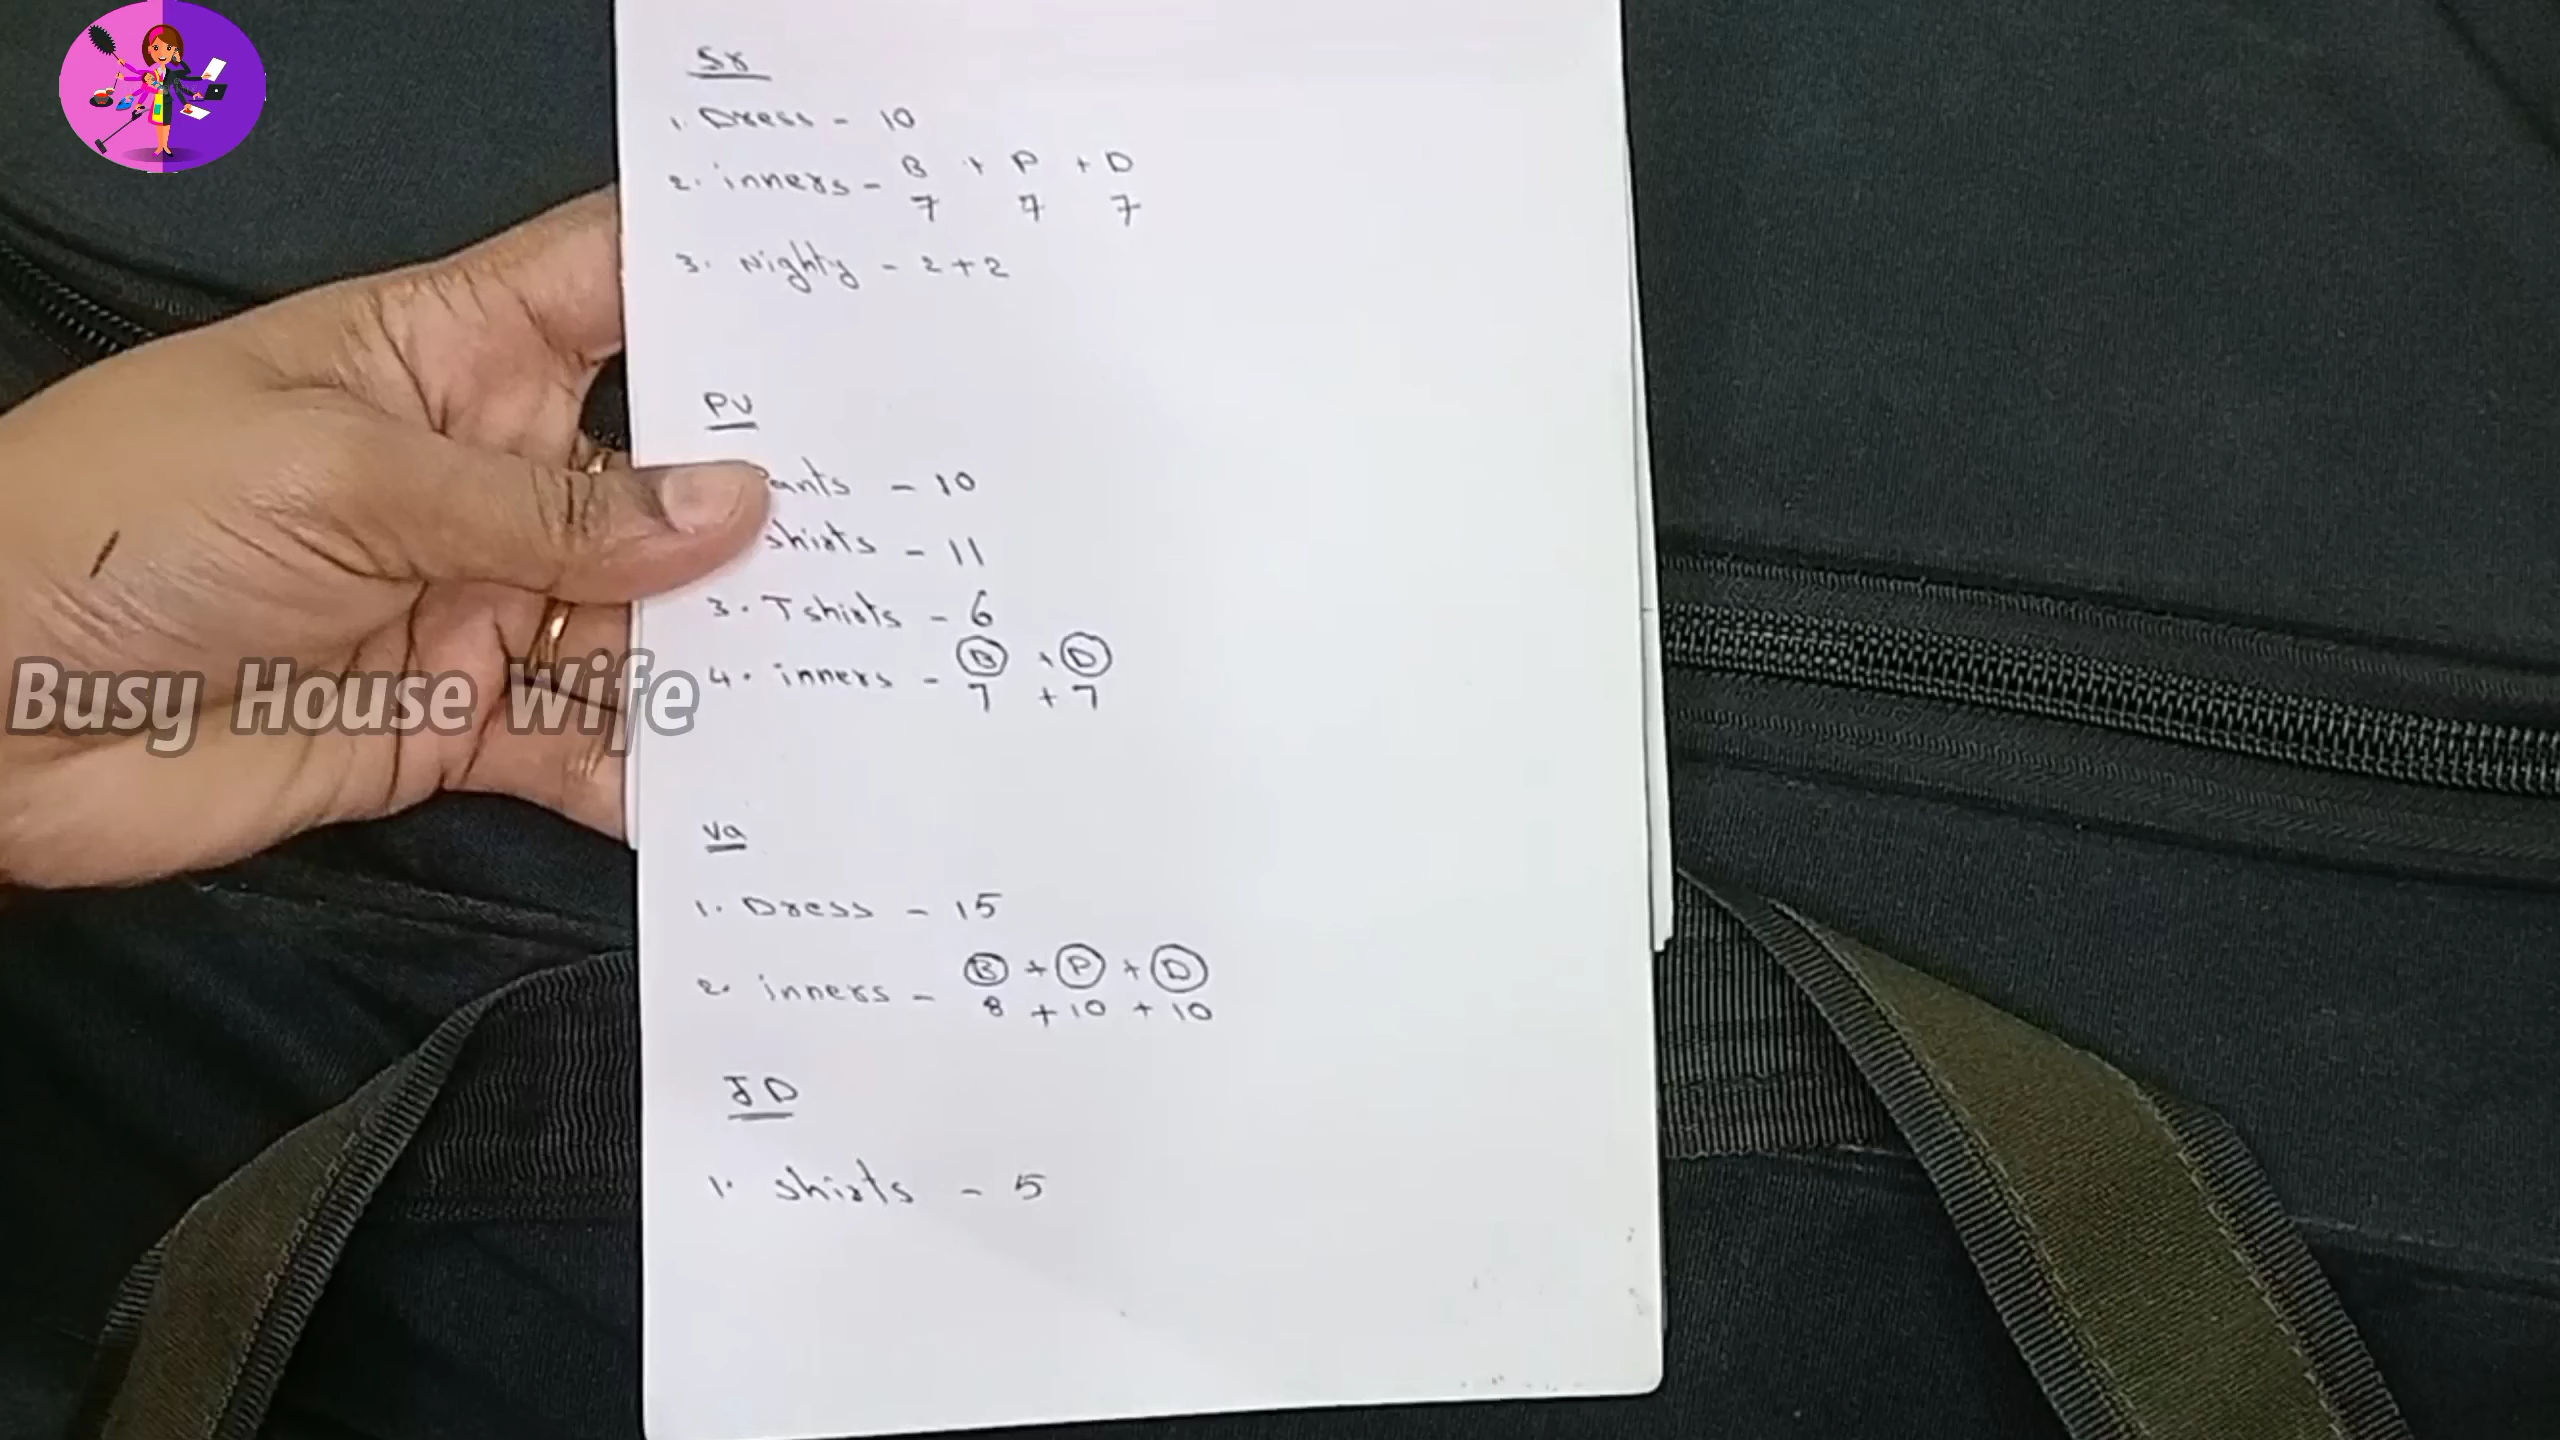 Sr
1. Dress - 10
2. inners - B + P + D
7 7 7
3. Nighty - 2+2
PV
Pants - 10
shirts - 11
3. Tshirts - 6
4. inners - B + D
7 + 7
Va
1. Dress - 15
2. inners - B + P + D
8 + 10 + 10
JD
1. shirts - 5
Busy House Wife